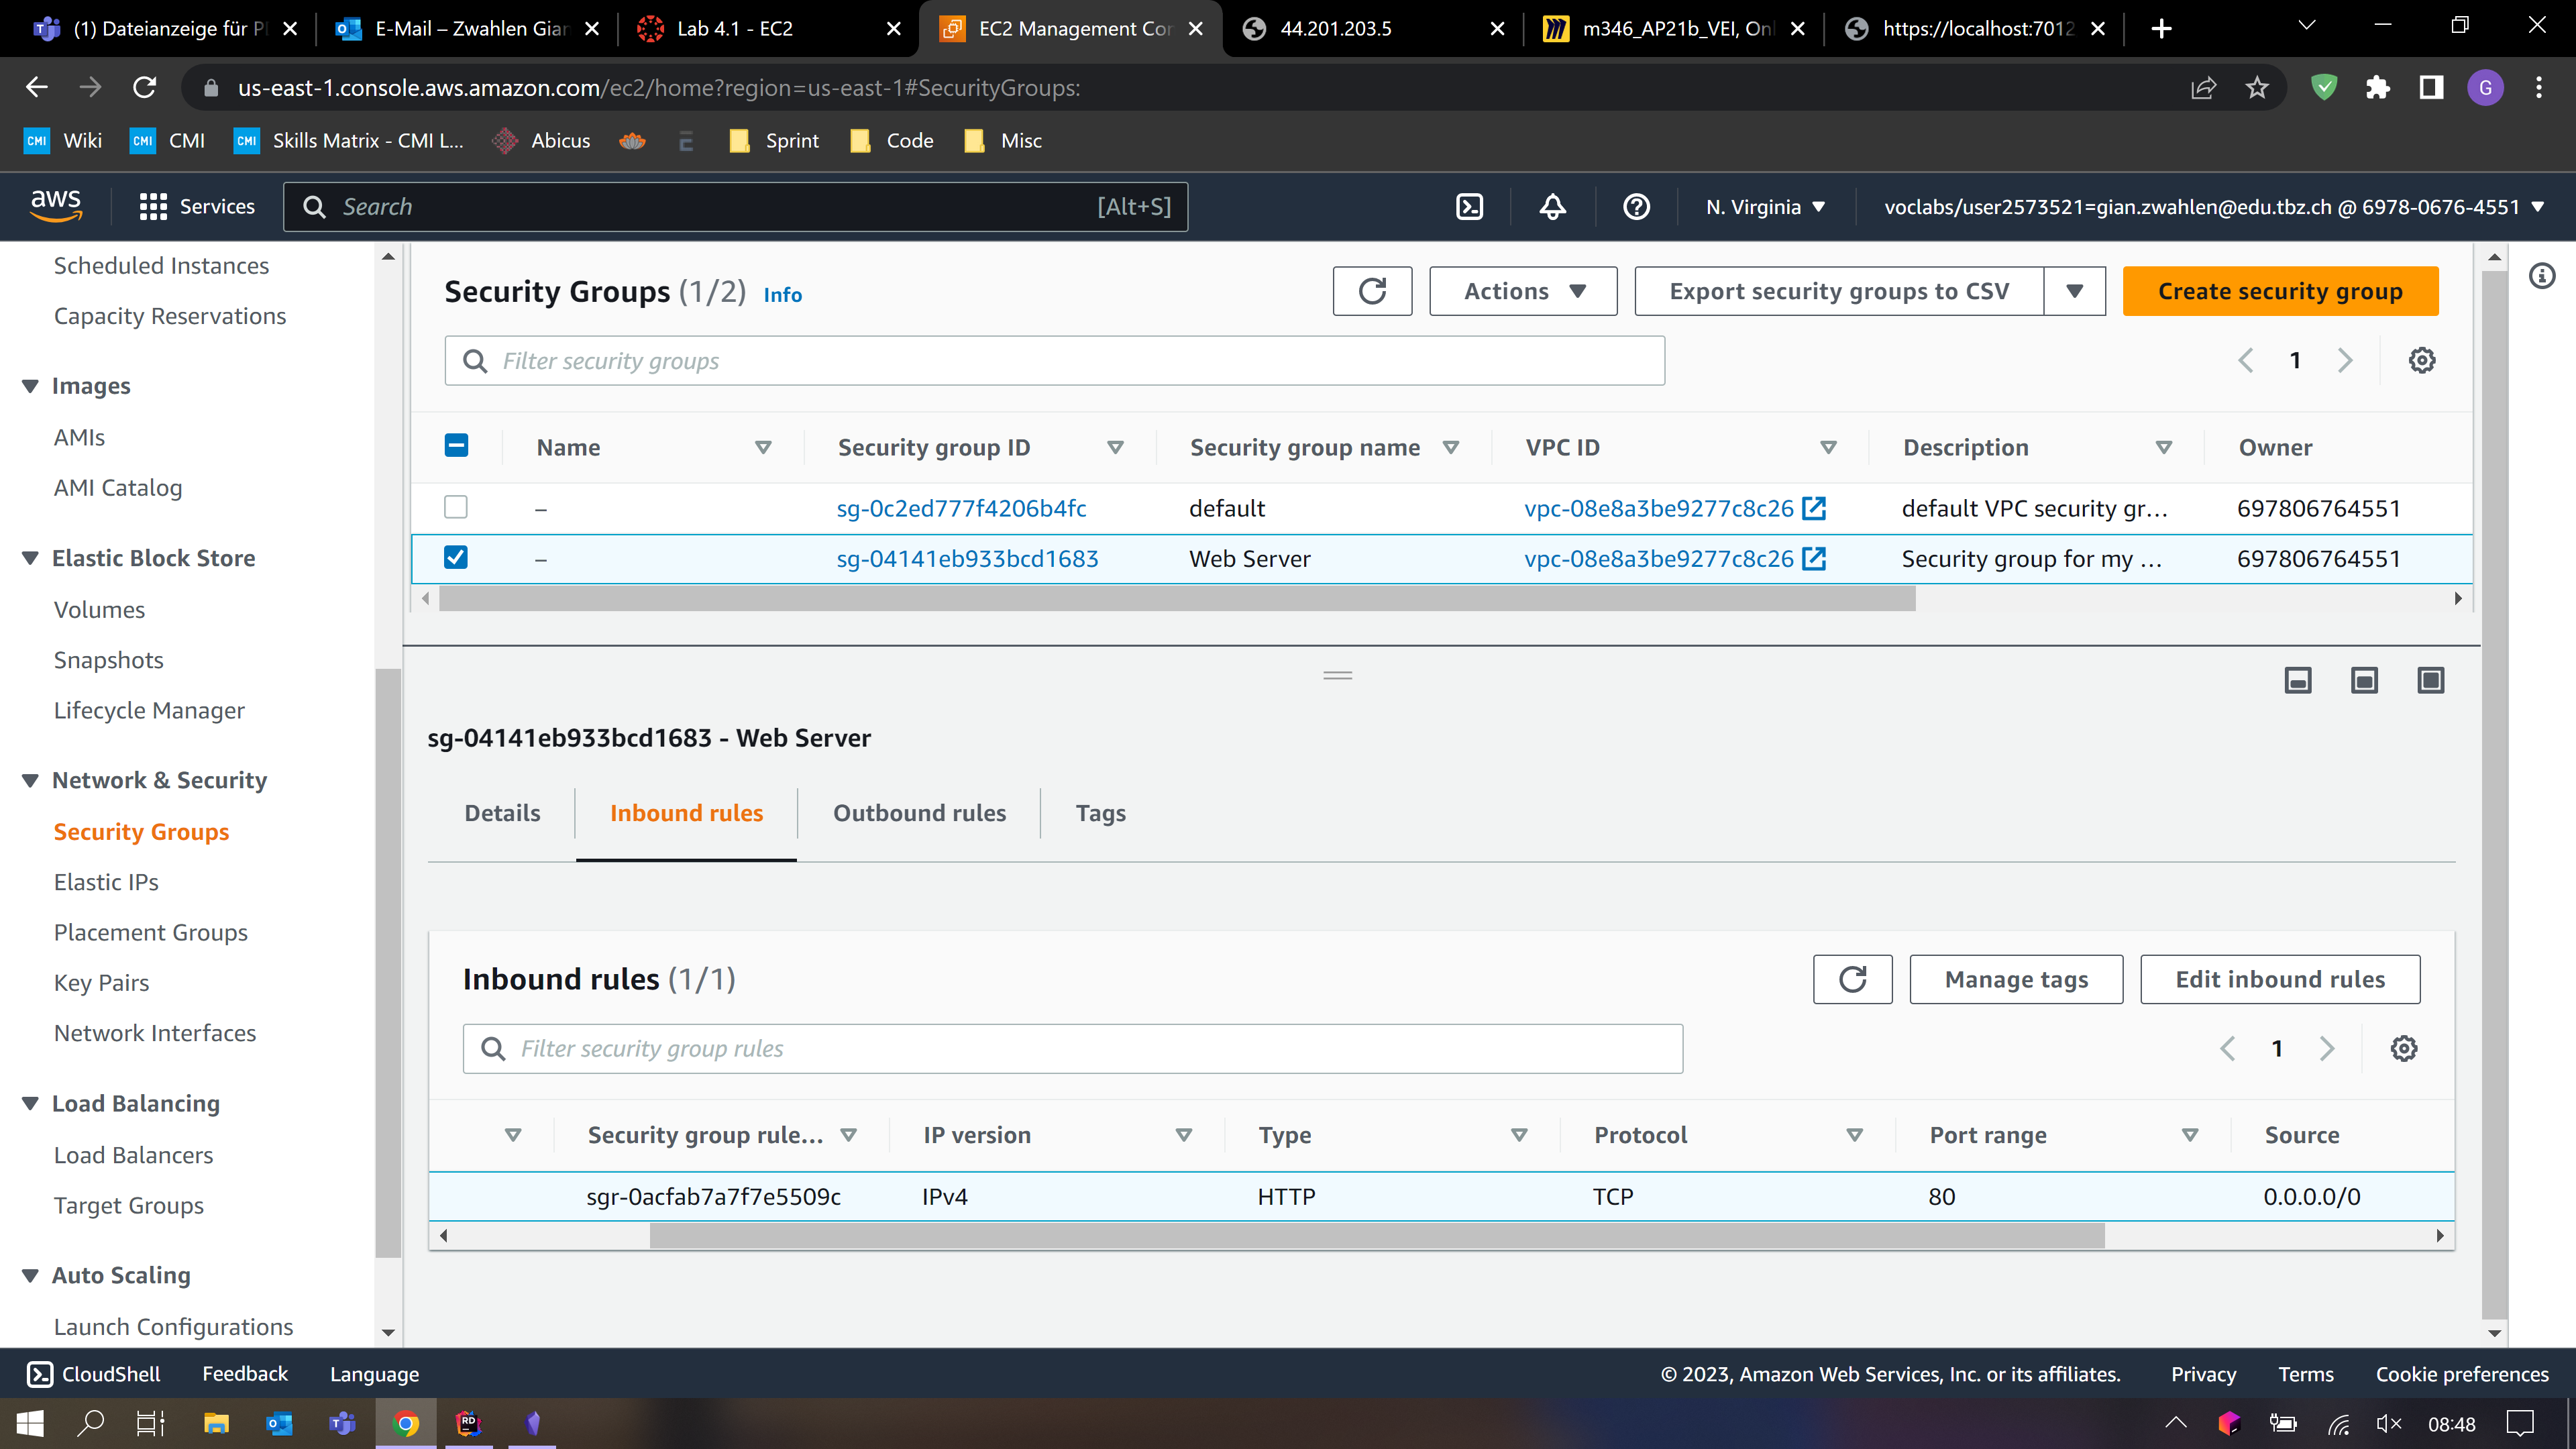 (1) Dateianzeige für P
E-Mail – Zwahlen Gian
Lab 4.1 - EC2
EC2 Management Con
44.201.203.5
m346_AP21b_VEI, Onl
https://localhost:7012
us-east-1.console.aws.amazon.com/ec2/home?region=us-east-1#SecurityGroups:
G
CMI Wiki
CMI CMI
CMI Skills Matrix - CMI L...
Abicus
Sprint
Code
Misc
aws
Services
Search [Alt+S]
N. Virginia
voclabs/user2573521=gian.zwahlen@edu.tbz.ch @ 6978-0676-4551
Scheduled Instances
Capacity Reservations
Images
AMIs
AMI Catalog
Elastic Block Store
Volumes
Snapshots
Lifecycle Manager
Network & Security
Security Groups
Elastic IPs
Placement Groups
Key Pairs
Network Interfaces
Load Balancing
Load Balancers
Target Groups
Auto Scaling
Launch Configurations
Security Groups (1/2) Info
Actions
Export security groups to CSV
Create security group
Filter security groups
1
Name Security group ID Security group name VPC ID Description Owner
– sg-0c2ed777f4206b4fc default vpc-08e8a3be9277c8c26 default VPC security gr... 697806764551
– sg-04141eb933bcd1683 Web Server vpc-08e8a3be9277c8c26 Security group for my ... 697806764551
sg-04141eb933bcd1683 - Web Server
Details
Inbound rules
Outbound rules
Tags
Inbound rules (1/1)
Manage tags
Edit inbound rules
Filter security group rules
1
Security group rule... IP version Type Protocol Port range Source
sgr-0acfab7a7f7e5509c IPv4 HTTP TCP 80 0.0.0.0/0
CloudShell
Feedback
Language
© 2023, Amazon Web Services, Inc. or its affiliates.
Privacy
Terms
Cookie preferences
RD
08:48